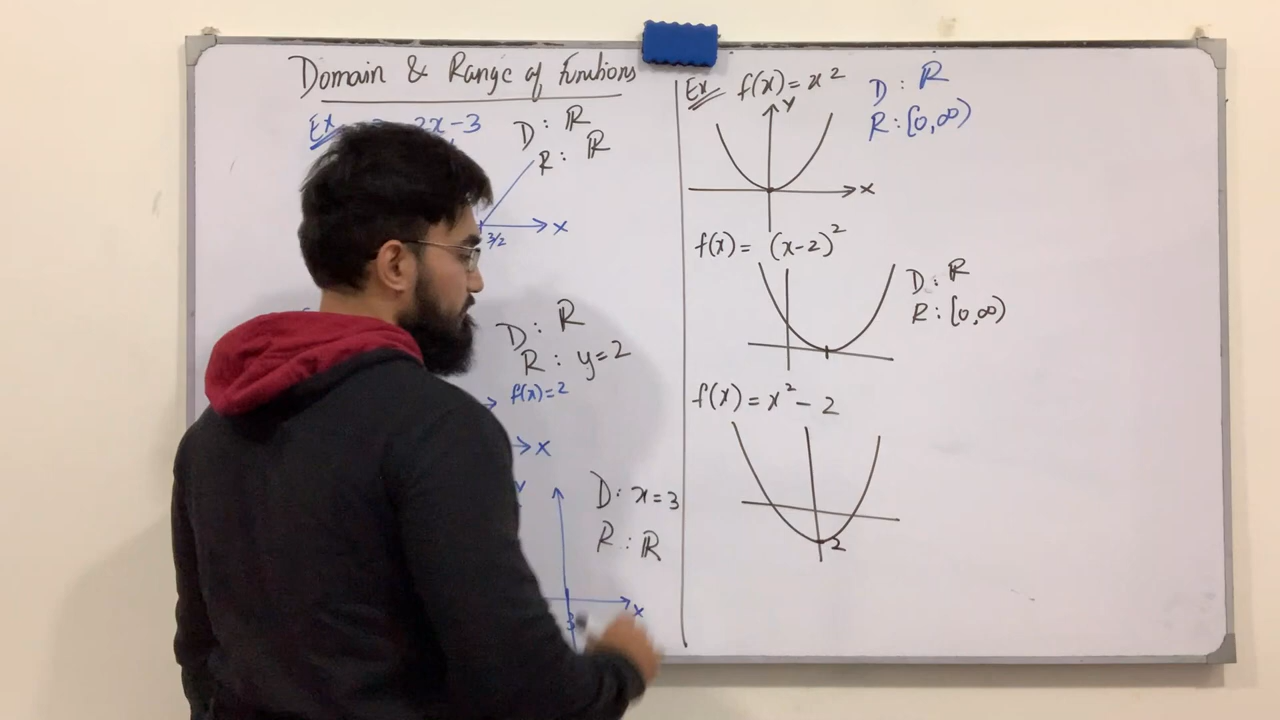 Domain & Range of Functions
Ex 2x-3
D: ℝ
R: ℝ
3/2
X
D: ℝ
R: y=2
f(x)=2
X
Y
D: x=3
R: ℝ
3
X
Ex f(x)=x²
D: ℝ
R: [0,∞)
Y
X
f(x)= (x-2)²
D: ℝ
R: [0,∞)
f(x)=x²-2
-2